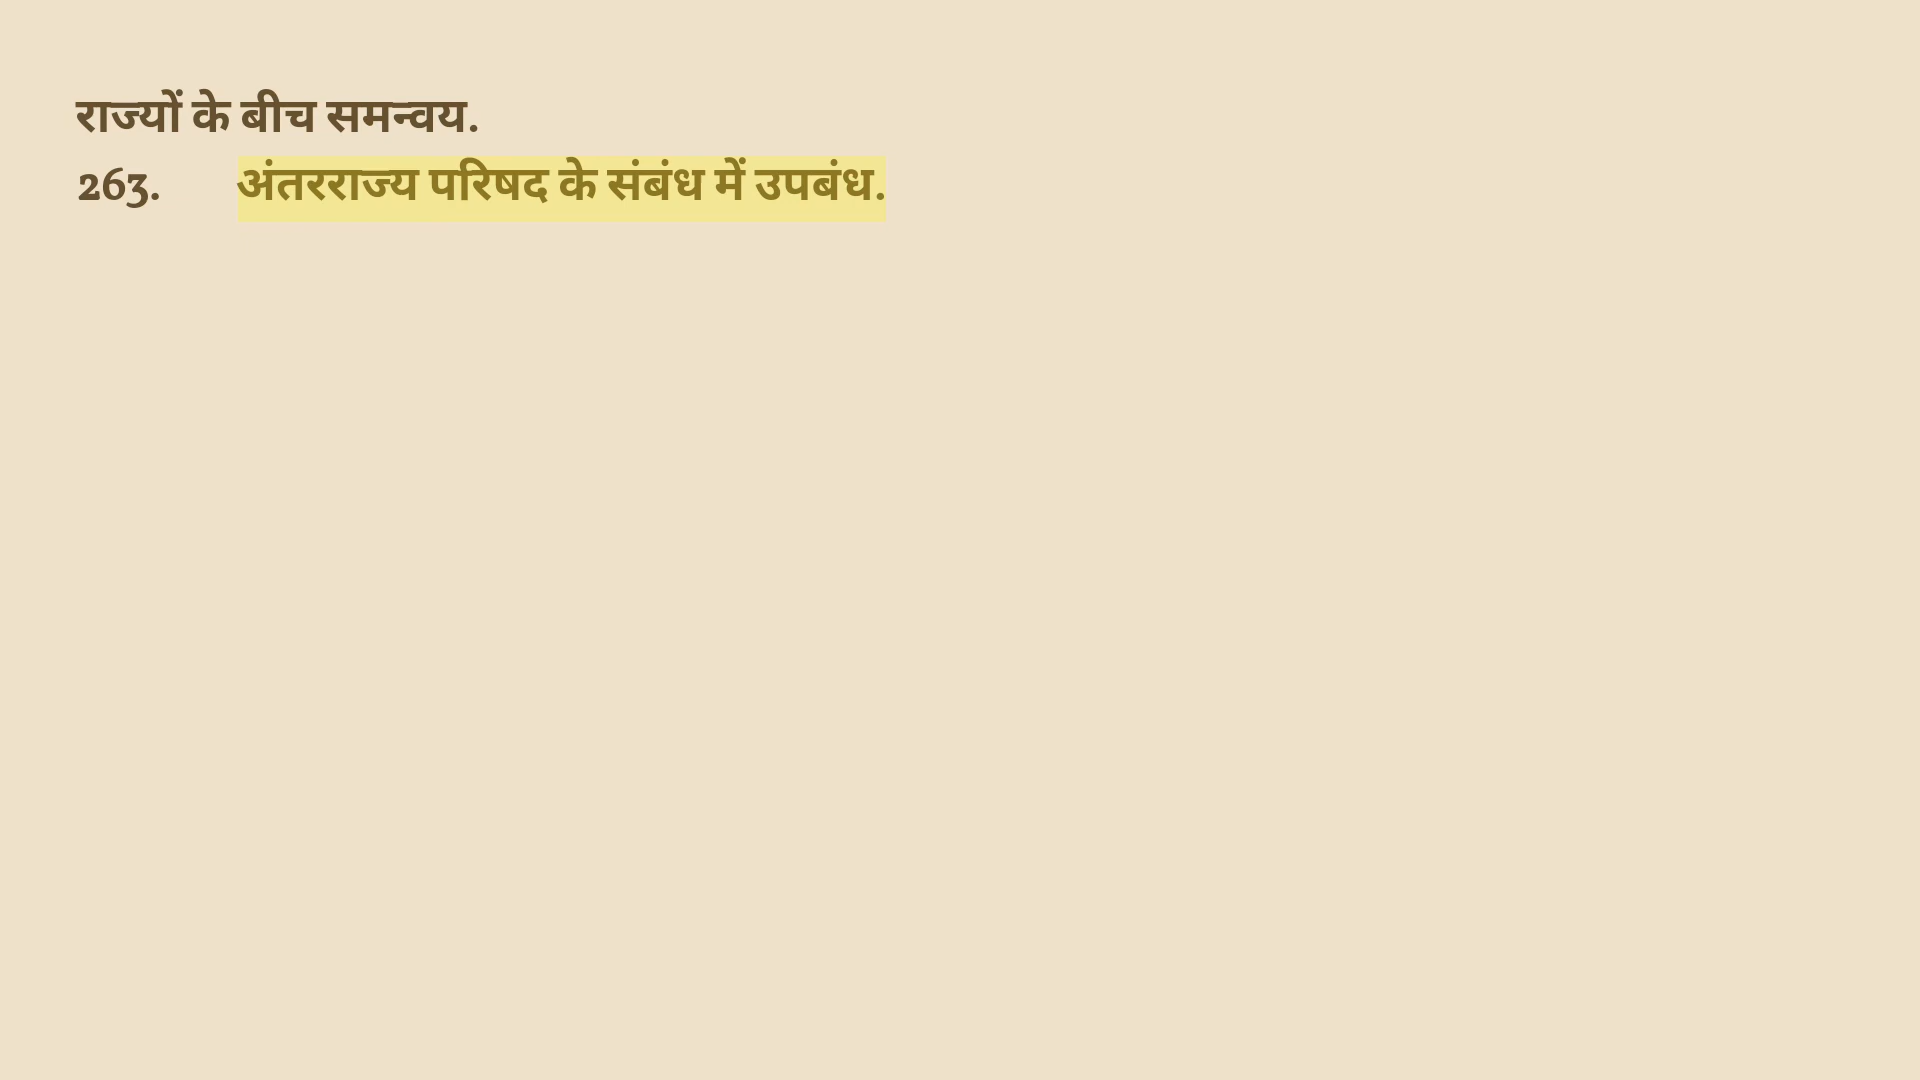 राज्यों के बीच समन्वय.
263. अंतरराज्य परिषद के संबंध में उपबंध.